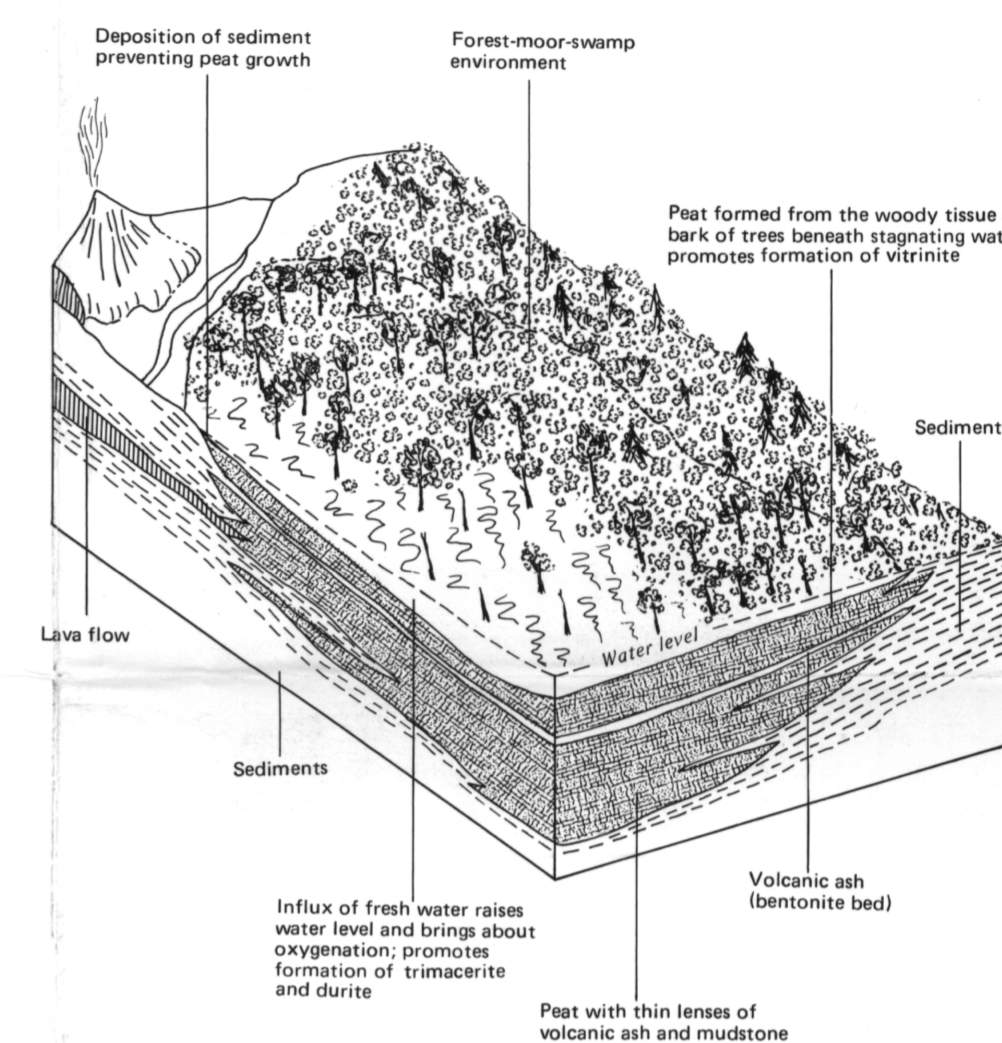 Deposition of sediment
preventing peat growth
Forest-moor-swamp
environment
Peat formed from the woody tissue
bark of trees beneath stagnating
promotes formation of vitrinite
Sediment
Lava flow
Water level
Sediments
Volcanic ash
(bentonite bed)
Influx of fresh water raises
water level and brings about
oxygenation; promotes
formation of trimacerite
and durite
Peat with thin lenses of
volcanic ash and mudstone